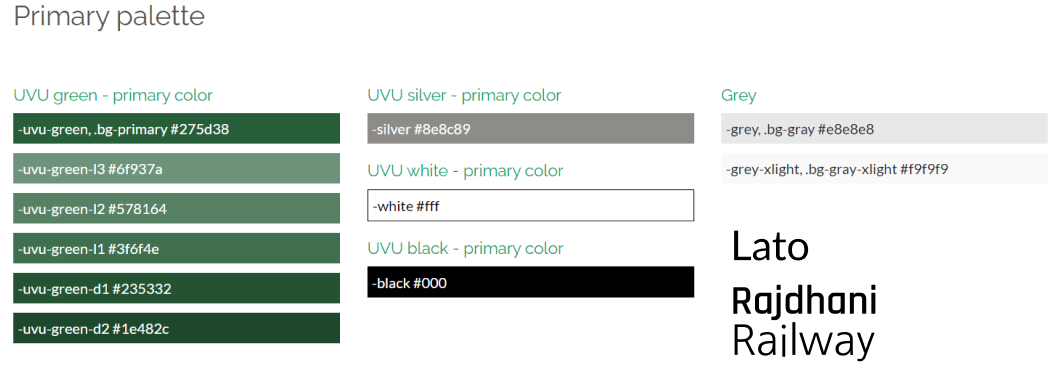 Primary palette
UVU green - primary color
-uvu-green, .bg-primary #275d38
-uvu-green-l3 #6f937a
-uvu-green-l2 #578164
-uvu-green-l1 #3f6f4e
-uvu-green-d1 #235332
-uvu-green-d2 #1e482c
UVU silver - primary color
-silver #8e8c89
UVU white - primary color
-white #fff
UVU black - primary color
-black #000
Grey
-grey, .bg-gray #e8e8e8
-grey-xlight, .bg-gray-xlight #f9f9f9
Lato
Rajdhani
Railway